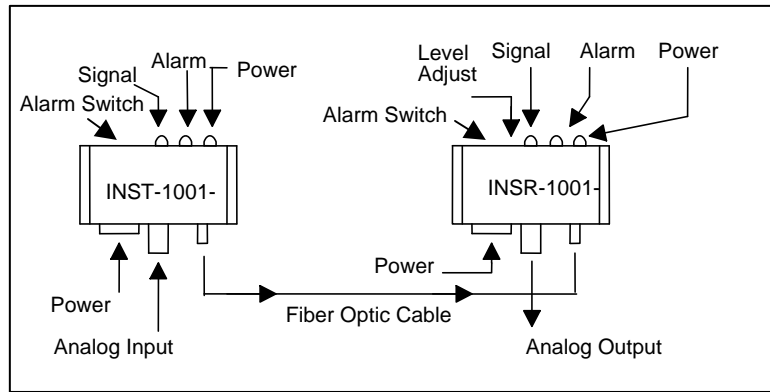 Signal
Alarm
Power
Alarm Switch
INST-1001-
Power
Analog Input
Level
Adjust
Signal
Alarm
Power
Alarm Switch
INSR-1001-
Power
Fiber Optic Cable
Analog Output